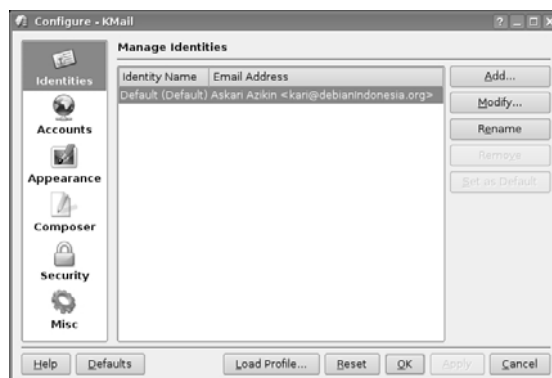 Configure - KMail
Identities
Accounts
Appearance
Composer
Security
Misc
Manage Identities
Identity Name Email Address
Default (Default) Askari Azikin <kari@debianindonesia.org>
Add...
Modify...
Rename
Remove
Set as Default
Help Defaults Load Profile... Reset OK Apply Cancel